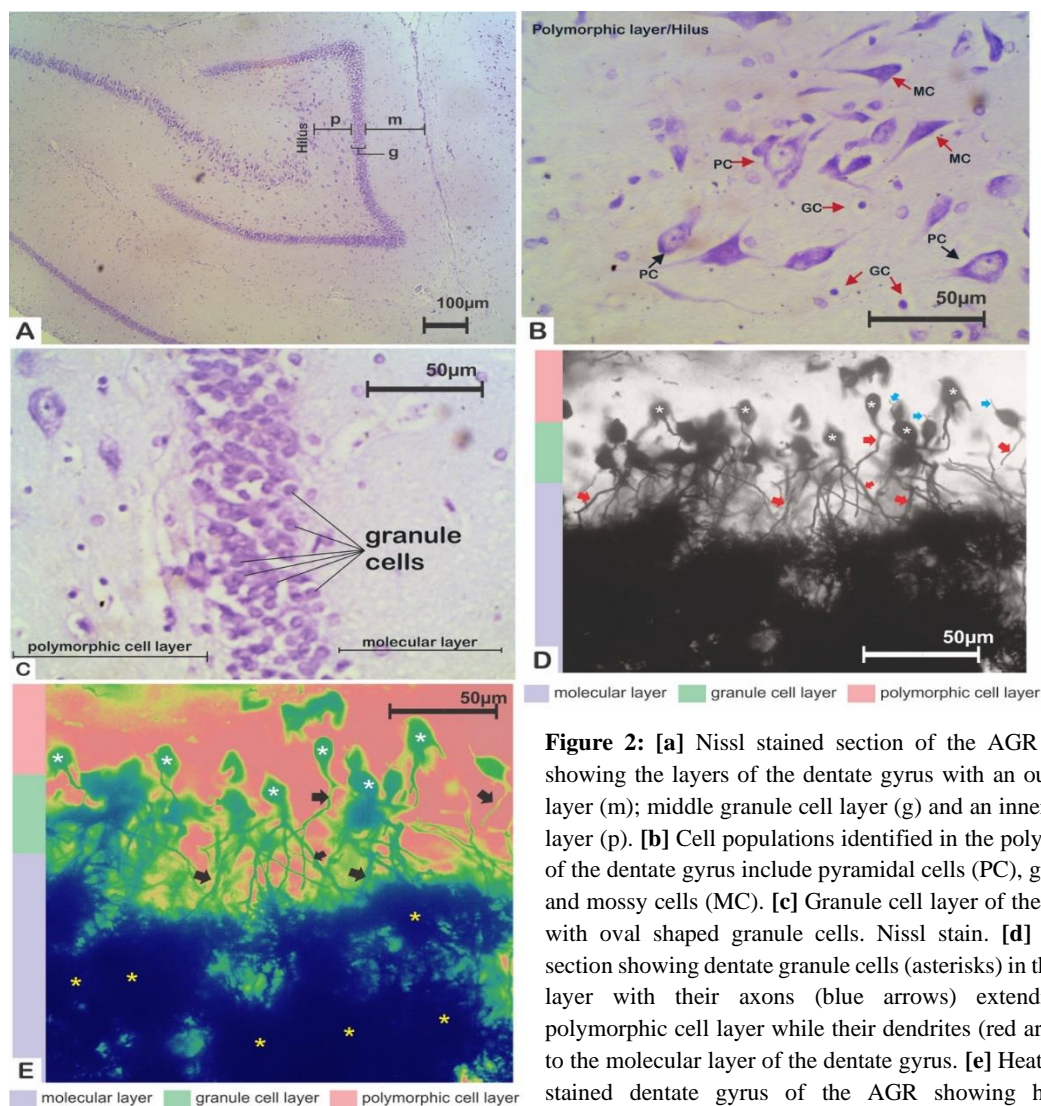 Hilus
p
m
g
100µm
A
Polymorphic layer/Hilus
MC
MC
PC
GC
PC
PC
GC
50µm
B
50µm
granule
cells
polymorphic cell layer
molecular layer
C
* * * * * *
50µm
D
molecular layer granule cell layer polymorphic cell layer
50µm
* * * * * *
* * * * * *
E
molecular layer granule cell layer polymorphic cell layer
Figure 2: [a] Nissl stained section of the AGR
showing the layers of the dentate gyrus with an ou
layer (m); middle granule cell layer (g) and an inner
layer (p). [b] Cell populations identified in the poly
of the dentate gyrus include pyramidal cells (PC), g
and mossy cells (MC). [c] Granule cell layer of the
with oval shaped granule cells. Nissl stain. [d]
section showing dentate granule cells (asterisks) in th
layer with their axons (blue arrows) extend
polymorphic cell layer while their dendrites (red ar
to the molecular layer of the dentate gyrus. [e] Heat
stained dentate gyrus of the AGR showing h